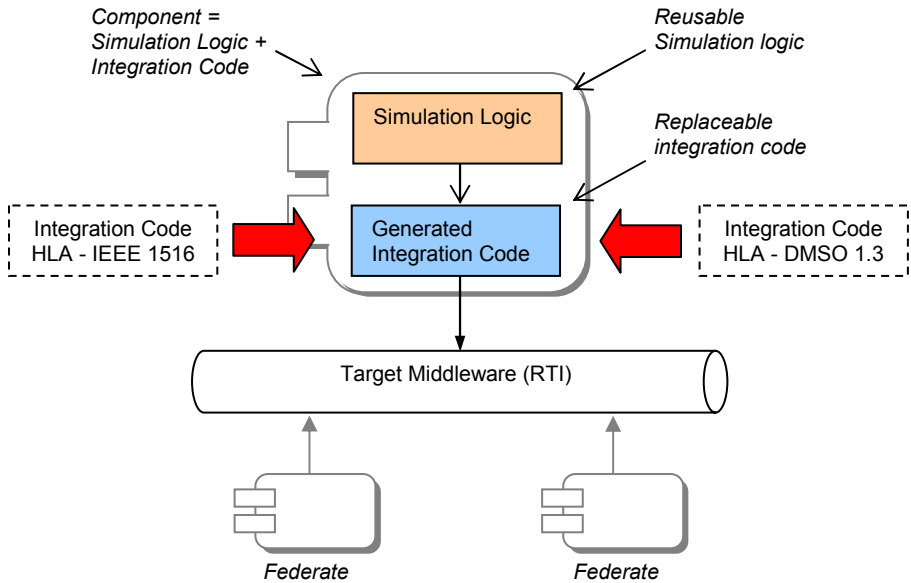 Component =
Simulation Logic +
Integration Code
Reusable
Simulation logic
Simulation Logic
Replaceable
integration code
Integration Code
HLA - IEEE 1516
Generated
Integration Code
Integration Code
HLA - DMSO 1.3
Target Middleware (RTI)
Federate
Federate